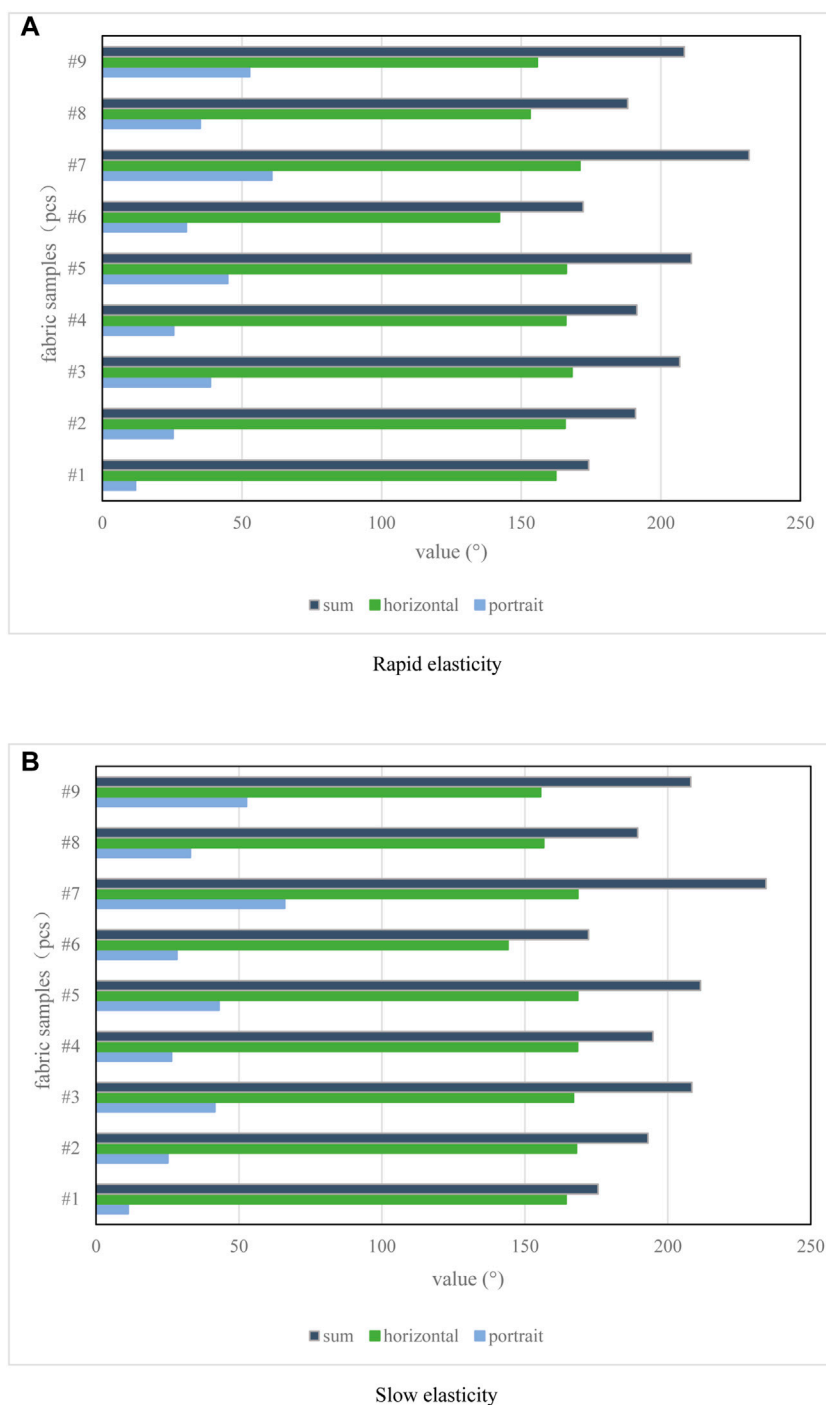 A
#9
#8
#7
#6
#5
#4
#3
#2
#1
fabric samples（pcs）
0 50 100 150 200 250
value (°)
sum horizontal portrait
Rapid elasticity
B
#9
#8
#7
#6
#5
#4
#3
#2
#1
fabric samples（pcs）
0 50 100 150 200 250
value (°)
sum horizontal portrait
Slow elasticity